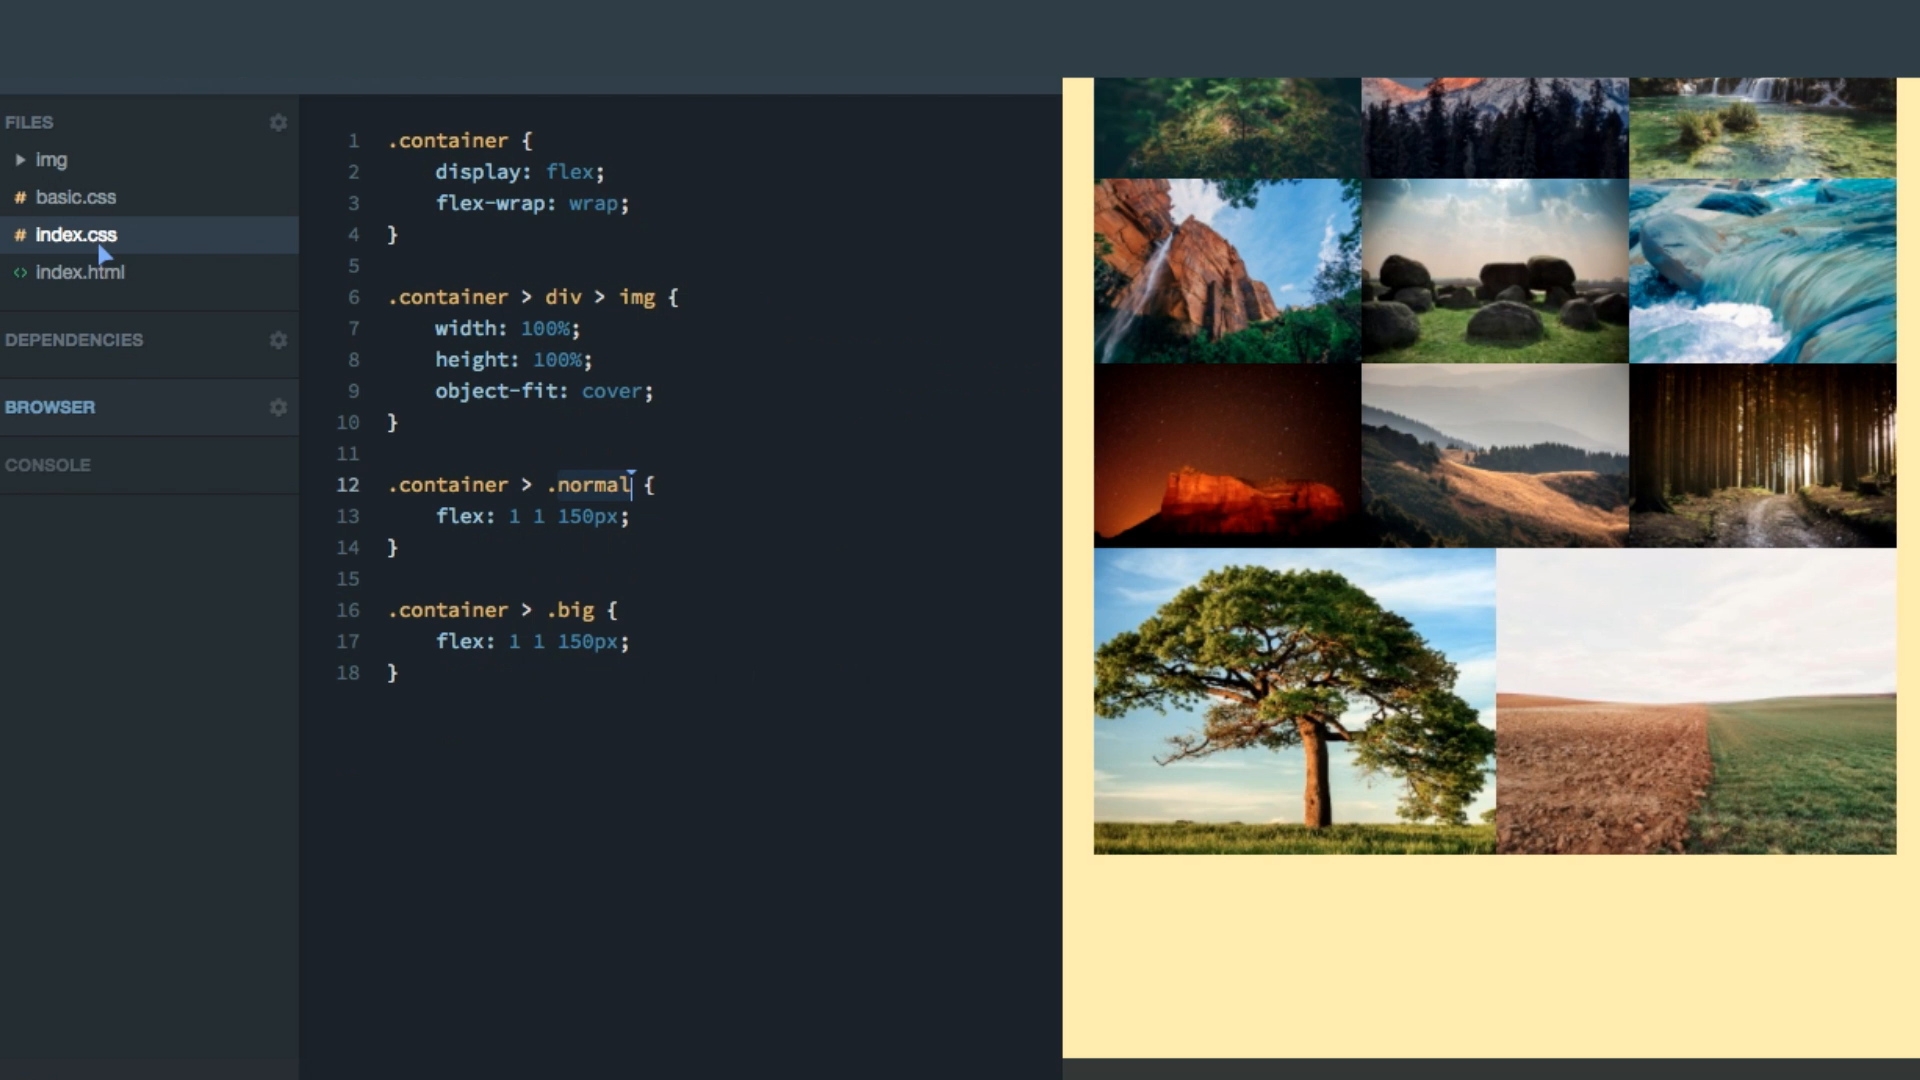 FILES
img
# basic.css
# index.css
<> index.html
DEPENDENCIES
BROWSER
CONSOLE
1 .container {
2 display: flex;
3 flex-wrap: wrap;
4 }
5
6 .container > div > img {
7 width: 100%;
8 height: 100%;
9 object-fit: cover;
10 }
11
12 .container > .normal {
13 flex: 1 1 150px;
14 }
15
16 .container > .big {
17 flex: 1 1 150px;
18 }